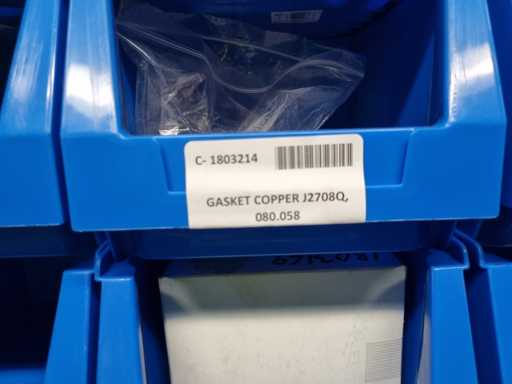 C- 1803214
GASKET COPPER J2708Q,
080.058